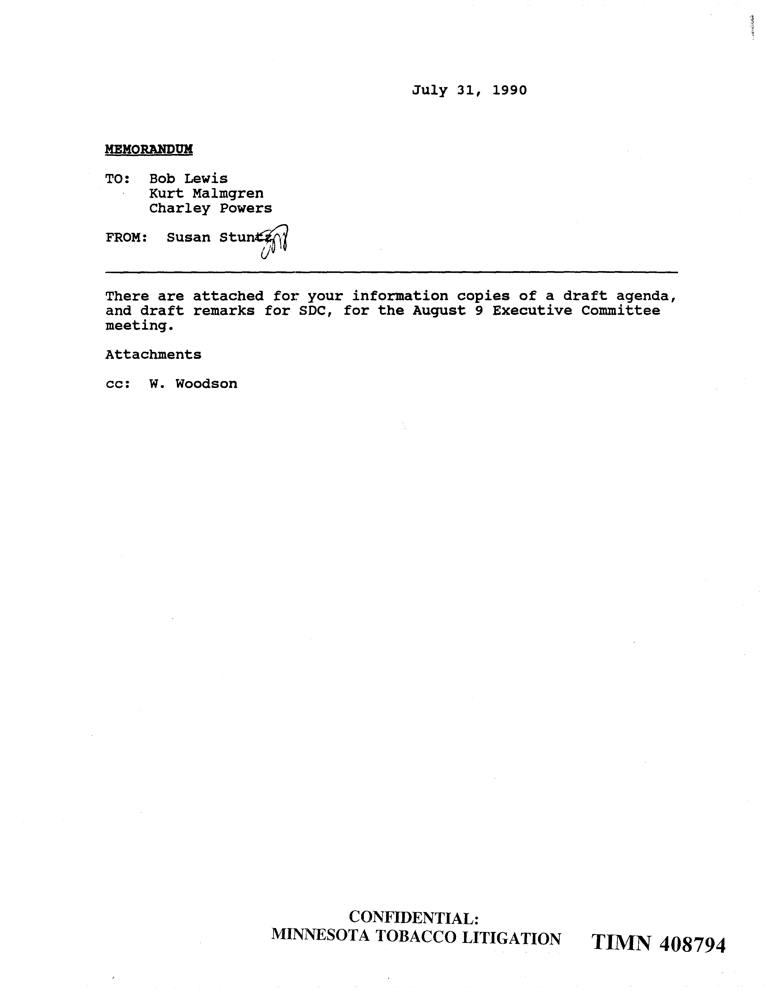 July 31, 1990
MEMORANDUM
TO: Bob Lewis
Kurt Malmgren
Charley Powers
FROM: Susan Stuntz
There are attached for your information copies of a draft agenda,
and draft remarks for SDC, for the August 9 Executive Committee
meeting.
Attachments
cc: W. Woodson
CONFIDENTIAL:
MINNESOTA TOBACCO LITIGATION TIMN 408794